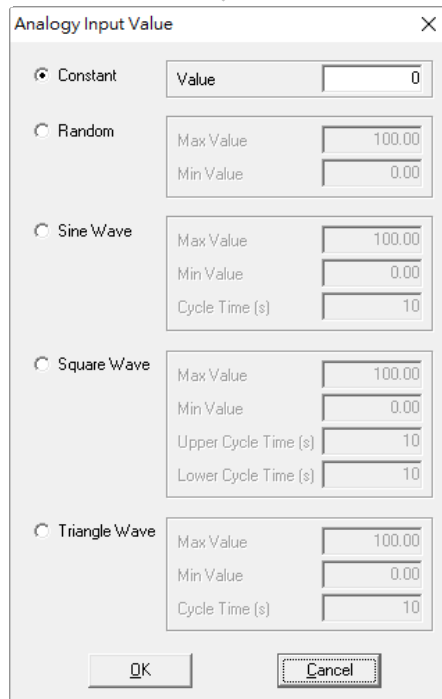 Analogy Input Value
Constant Value 0
Random
Max Value 100.00
Min Value 0.00
Sine Wave
Max Value 100.00
Min Value 0.00
Cycle Time (s) 10
Square Wave
Max Value 100.00
Min Value 0.00
Upper Cycle Time (s) 10
Lower Cycle Time (s) 10
Triangle Wave
Max Value 100.00
Min Value 0.00
Cycle Time (s) 10
OK Cancel